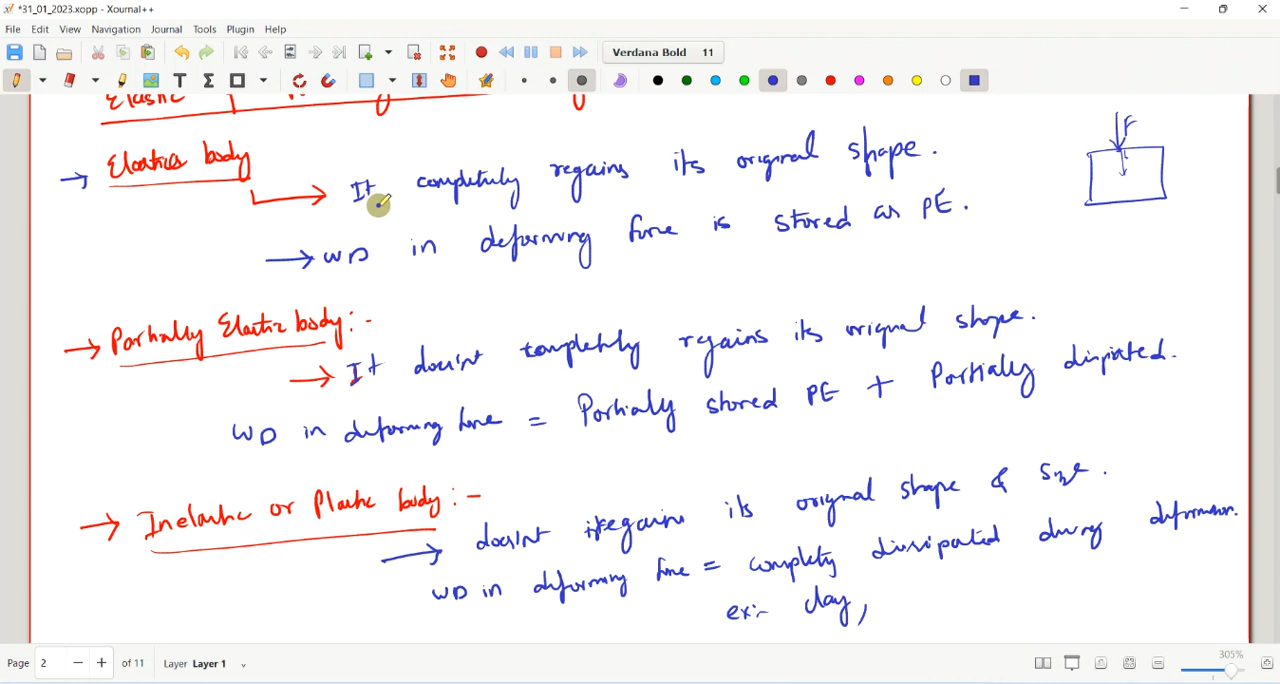 *31_01_2023.xopp - Xournal++
File Edit View Navigation Journal Tools Plugin Help
Verdana Bold 11
Elastic
→ Elastic body
F
↳ It completely regains its original shape.
→ WD in deforming force is stored as PE.
→ Partially Elastic body :-
→ It doesn't completely regains its original shape.
WD in deforming force = Partially stored PE + Partially dissipated.
→ Inelastic or Plastic body :-
→ doesn't regains its original shape & size.
WD in deforming force = completely dissipated during deformation.
ex:- clay,
Page 2 - + of 11 Layer Layer 1
305%